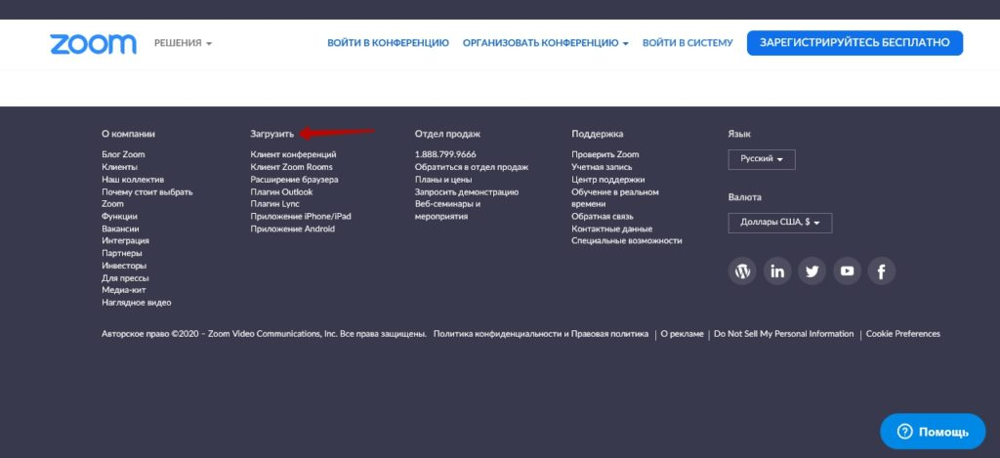 zoom РЕШЕНИЯ ВОЙТИ В КОНФЕРЕНЦИЮ ОРГАНИЗОВАТЬ КОНФЕРЕНЦИЮ ВОЙТИ В СИСТЕМУ ЗАРЕГИСТРИРУЙТЕСЬ БЕСПЛАТНО
О компании
Блог Zoom
Клиенты
Наш коллектив
Почему стоит выбрать
Zoom
Функции
Вакансии
Интеграция
Партнеры
Инвесторы
Для прессы
Медиа-кит
Наглядное видео
Загрузить
Клиент конференций
Клиент Zoom Rooms
Расширение браузера
Плагин Outlook
Плагин Lync
Приложение iPhone/iPad
Приложение Android
Отдел продаж
1.888.799.9666
Обратиться в отдел продаж
Планы и цены
Запросить демонстрацию
Веб-семинары и
мероприятия
Поддержка
Проверить Zoom
Учетная запись
Центр поддержки
Обучение в реальном
времени
Обратная связь
Контактные данные
Специальные возможности
Язык
Русский
Валюта
Доллары США, $
Авторское право ©2020 – Zoom Video Communications, Inc. Все права защищены. Политика конфиденциальности и Правовая политика | О рекламе | Do Not Sell My Personal Information | Cookie Preferences
Помощь